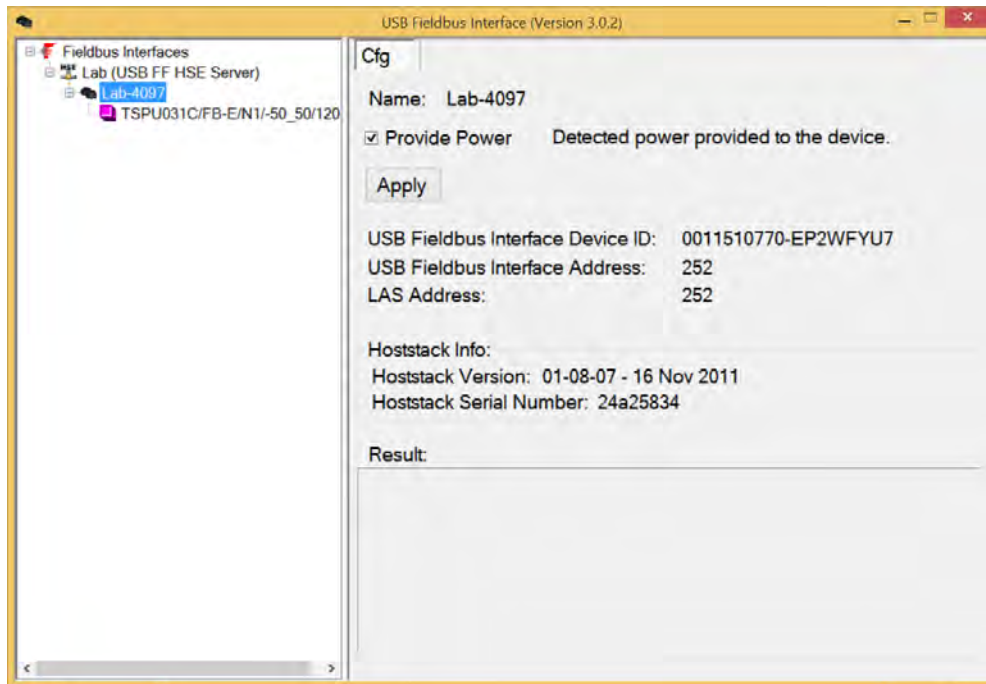 USB Fieldbus Interface (Version 3.0.2)
Fieldbus Interfaces
Lab (USB FF HSE Server)
Lab-4097
TSPU031C/FB-E/N1/-50_50/120
Cfg
Name: Lab-4097
Provide Power Detected power provided to the device.
Apply
USB Fieldbus Interface Device ID: 0011510770-EP2WFYU7
USB Fieldbus Interface Address: 252
LAS Address: 252
Hoststack Info:
Hoststack Version: 01-08-07 - 16 Nov 2011
Hoststack Serial Number: 24a25834
Result: